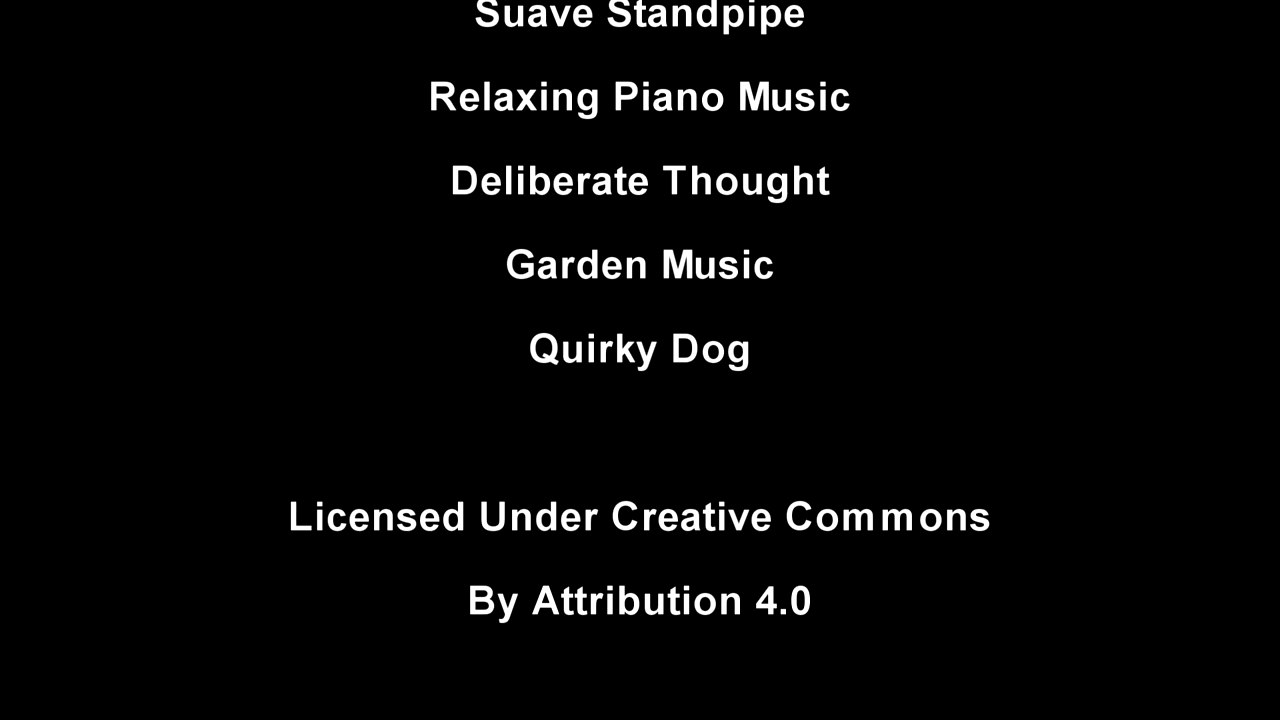 Suave Standpipe
Relaxing Piano Music
Deliberate Thought
Garden Music
Quirky Dog
Licensed Under Creative Commons
By Attribution 4.0